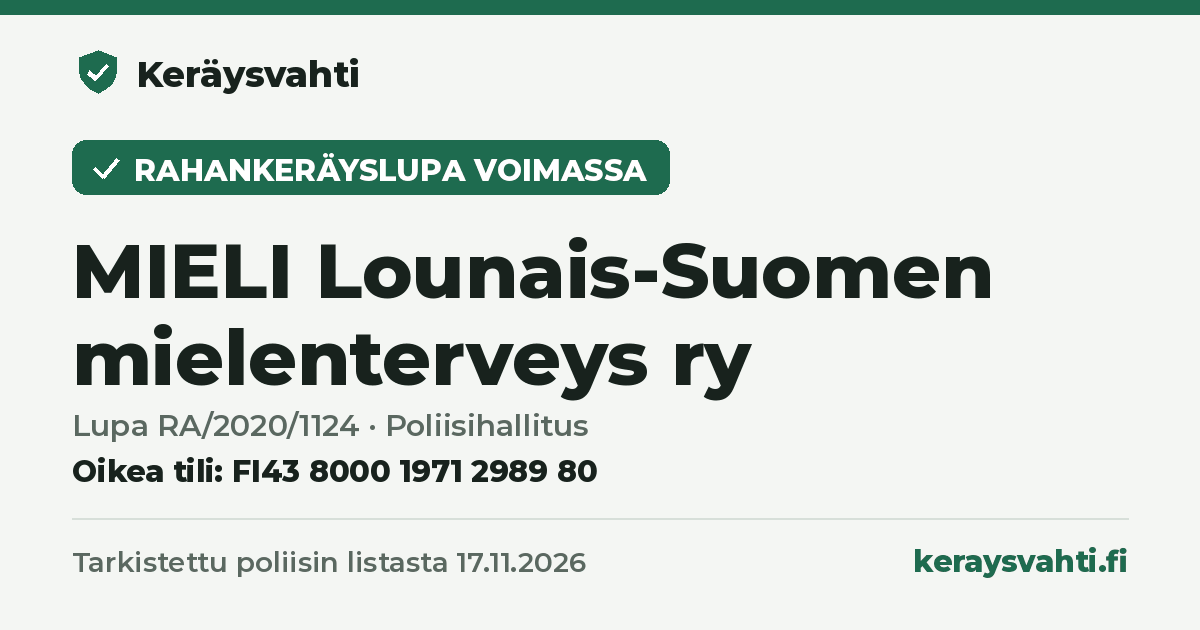 Keräysvahti
RAHANKERÄYSLUPA VOIMASSA
MIELI Lounais-Suomen
mielenterveys ry
Lupa RA/2020/1124 · Poliisihallitus
Oikea tili: FI43 8000 1971 2989 80
Tarkistettu poliisin listasta 17.11.2026
keraysvahti.fi